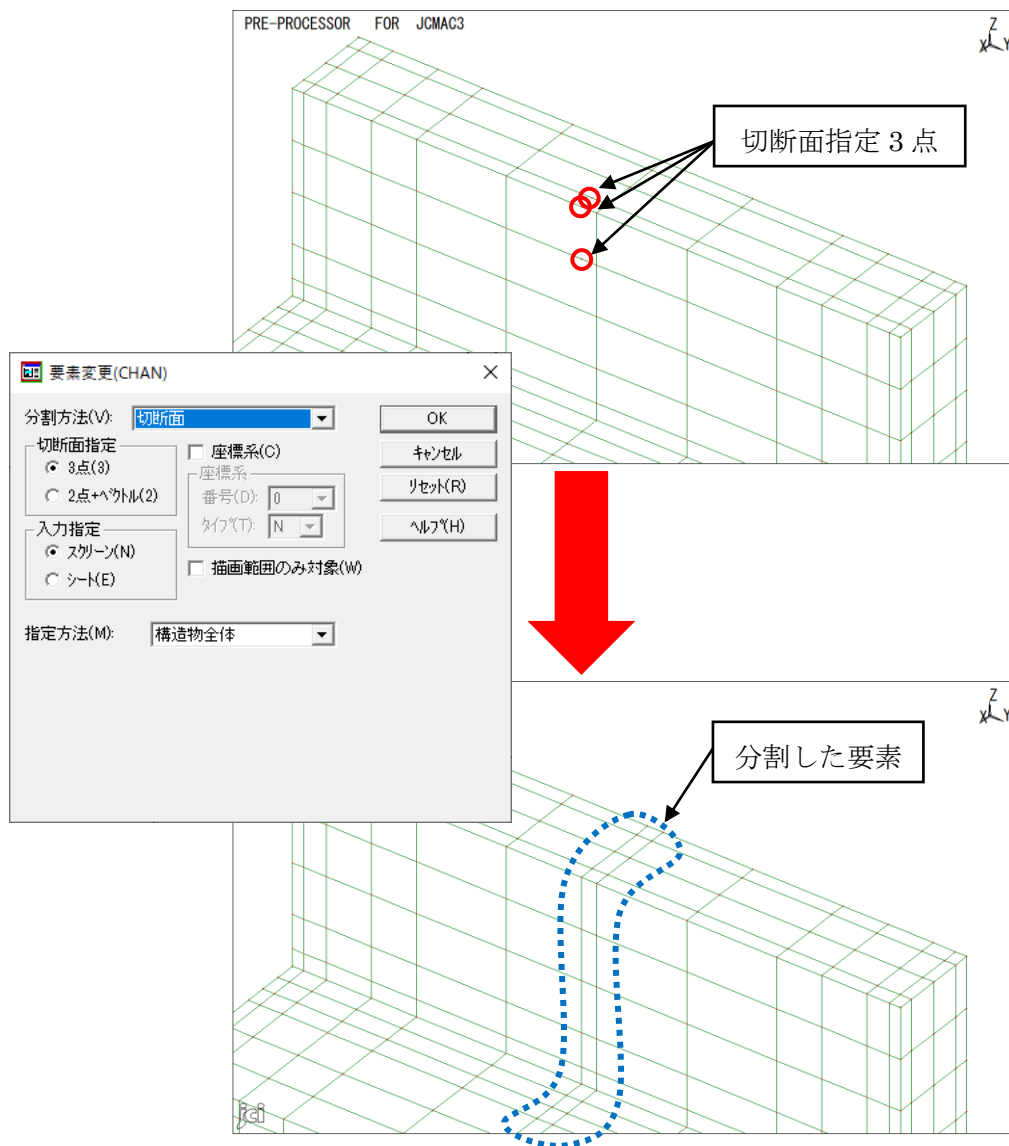 PRE-PROCESSOR FOR JCMAC3
Z
X Y
切断面指定 3 点
要素変更(CHAN)
分割方法(V): 切断面
OK
切断面指定
座標系(C)
キャンセル
3点(3)
座標系
2点+ベクトル(2)
番号(D): 0
リセット(R)
タイプ(T): N
ヘルプ(H)
入力指定
スクリーン(N)
シート(E)
描画範囲のみ対象(W)
指定方法(M): 構造物全体
Z
X Y
分割した要素
jci